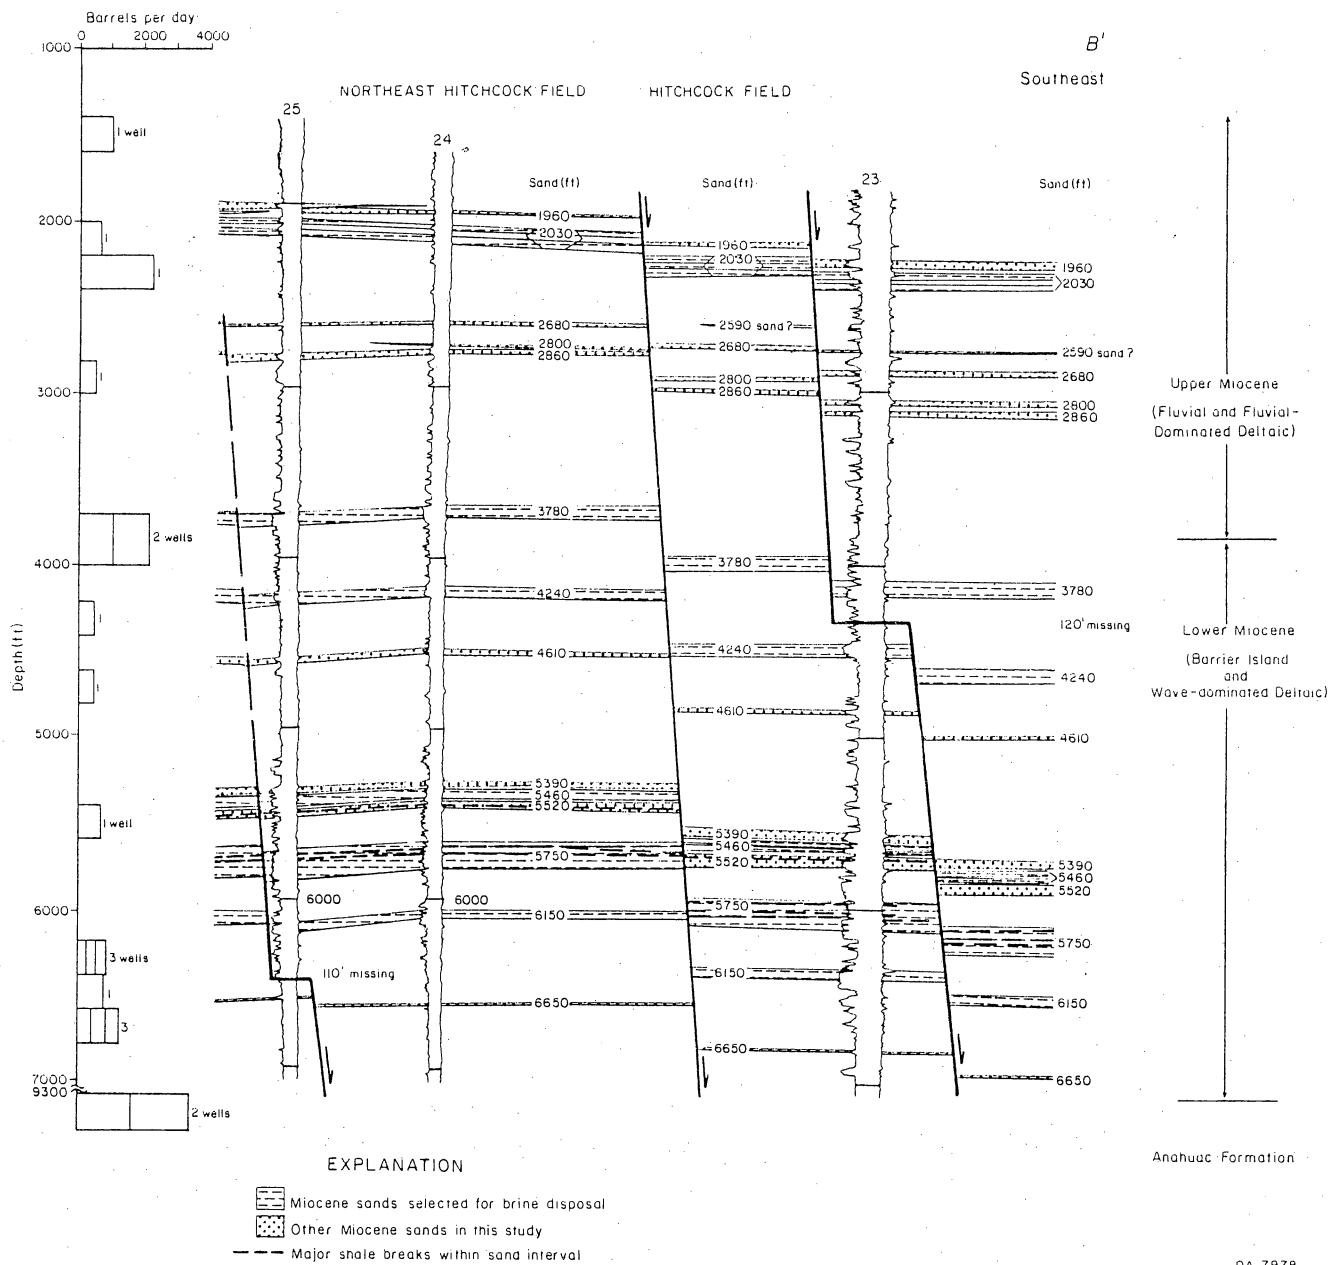 Barrels per day
0 2000 4000
1000
B'
Southeast
NORTHEAST HITCHCOCK FIELD
HITCHCOCK FIELD
25
24
23
1 well
Sand (ft)
Sand (ft)
Sand (ft)
2000
1
1
1960
2030
1960
2030
1960
2030
2680
2800
2860
2590 sand ?
2680
2800
2860
2590 sand ?
2680
2800
2860
1
3000
Upper Miocene
(Fluvial and Fluvial-
Dominated Deltaic)
3780
3780
3780
2 wells
4000
4240
4240
4240
120' missing
1
Lower Miocene
(Barrier Island
and
Wave-dominated Deltaic)
4610
4610
4610
1
Depth (ft)
5000
5390
5460
5520
5750
5390
5460
5520
5750
5390
5460
5520
5750
1 well
6000
6000
6000
6150
6150
6150
110' missing
3 wells
1
3
6650
6650
6650
7000
9300
2 wells
Anahuac Formation
EXPLANATION
Miocene sands selected for brine disposal
Other Miocene sands in this study
Major shale breaks within sand interval